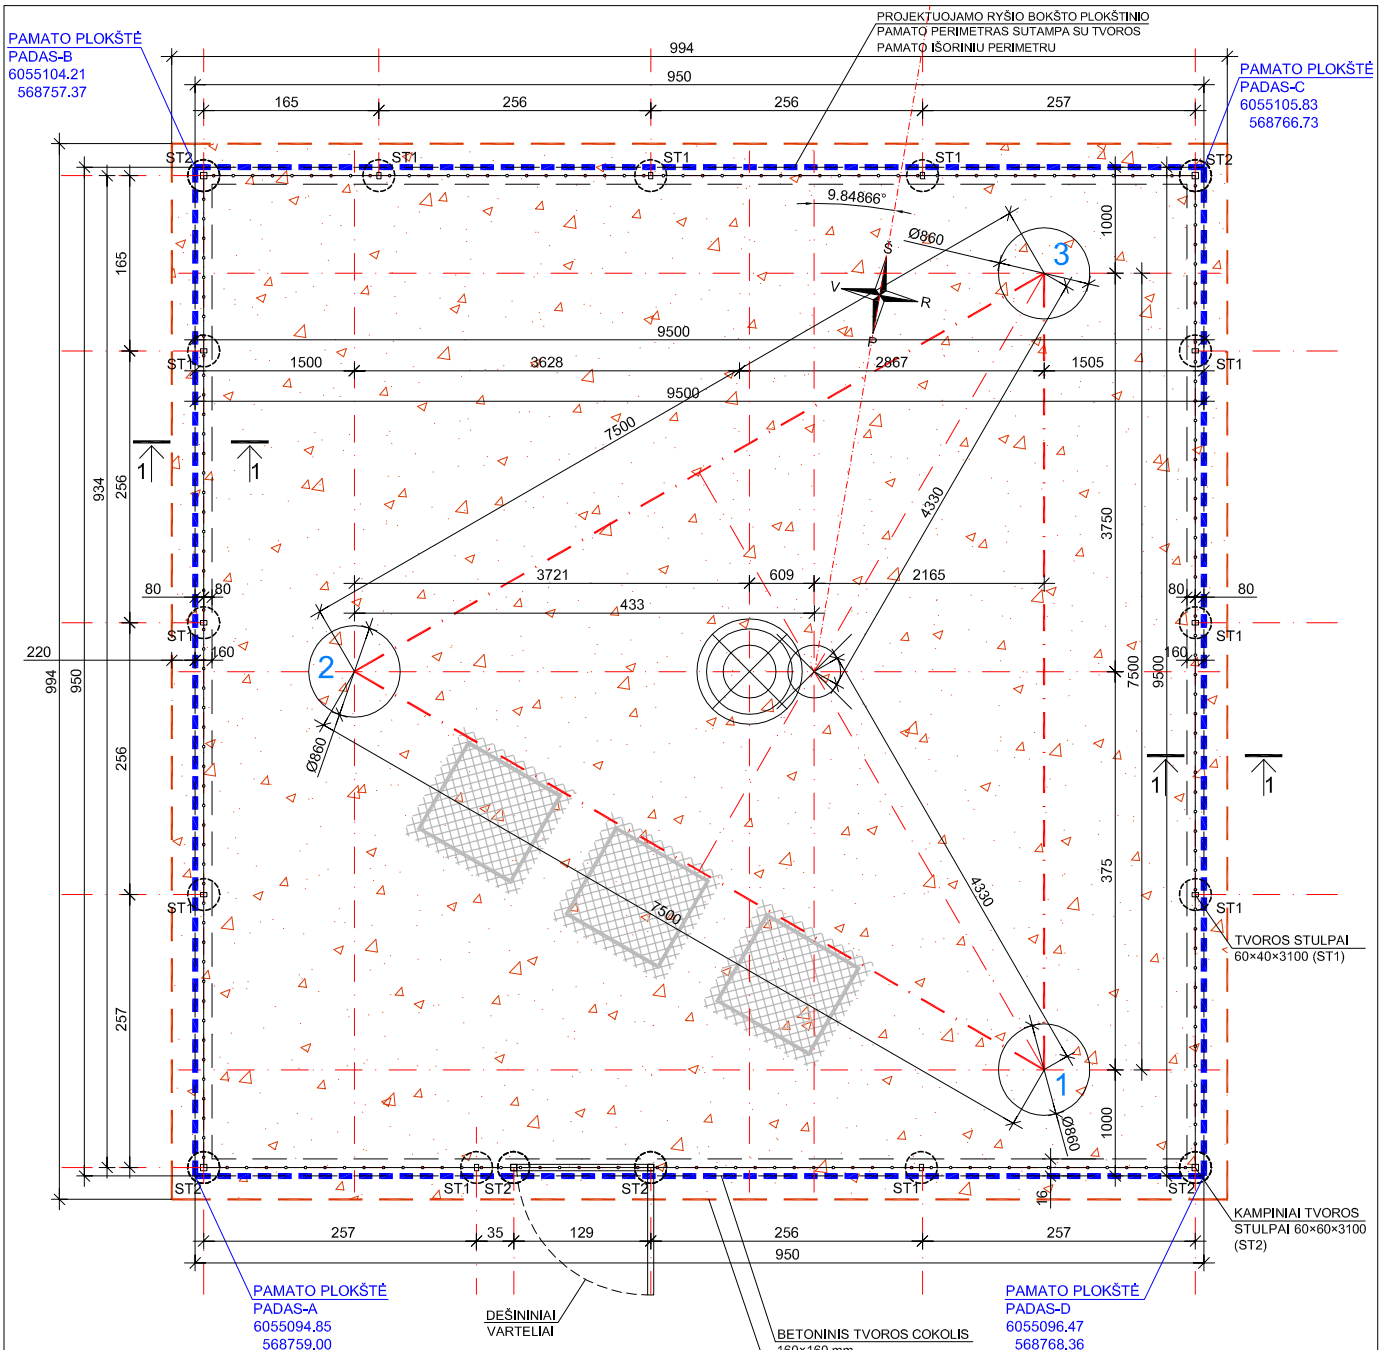 PROJEKTUOJAMO RYŠIO BOKŠTO PLOKŠTINIO
PAMATO PERIMETRAS SUTAMPA SU TVOROS
PAMATO IŠORINIU PERIMETRU
PAMATO PLOKŠTĖ
PADAS-B
6055104.21
568757.37
PAMATO PLOKŠTĖ
PADAS-C
6055105.83
568766.73
994
950
165
256
256
257
ST2
ST1
ST1
ST1
ST2
9.84866°
Ø860
3
Š
V
R
P
1000
165
9500
1500
3628
2867
1505
9500
ST1
ST1
7500
4330
1
1
934
256
3750
3721
609
2165
433
80
80
80
80
ST1
ST1
220
160
160
2
994
950
7500
9500
Ø860
256
1
1
375
4330
7500
ST1
ST1
TVOROS STULPAI
60×40×3100 (ST1)
257
1
1000
Ø860
16
ST2
ST1
ST2
ST2
ST1
ST2
KAMPINIAI TVOROS
STULPAI 60×60×3100
(ST2)
257
35
129
256
257
950
PAMATO PLOKŠTĖ
PADAS-A
6055094.85
568759.00
DEŠININIAI
VARTELIAI
BETONINIS TVOROS COKOLIS
160×160 mm
PAMATO PLOKŠTĖ
PADAS-D
6055096.47
568768.36